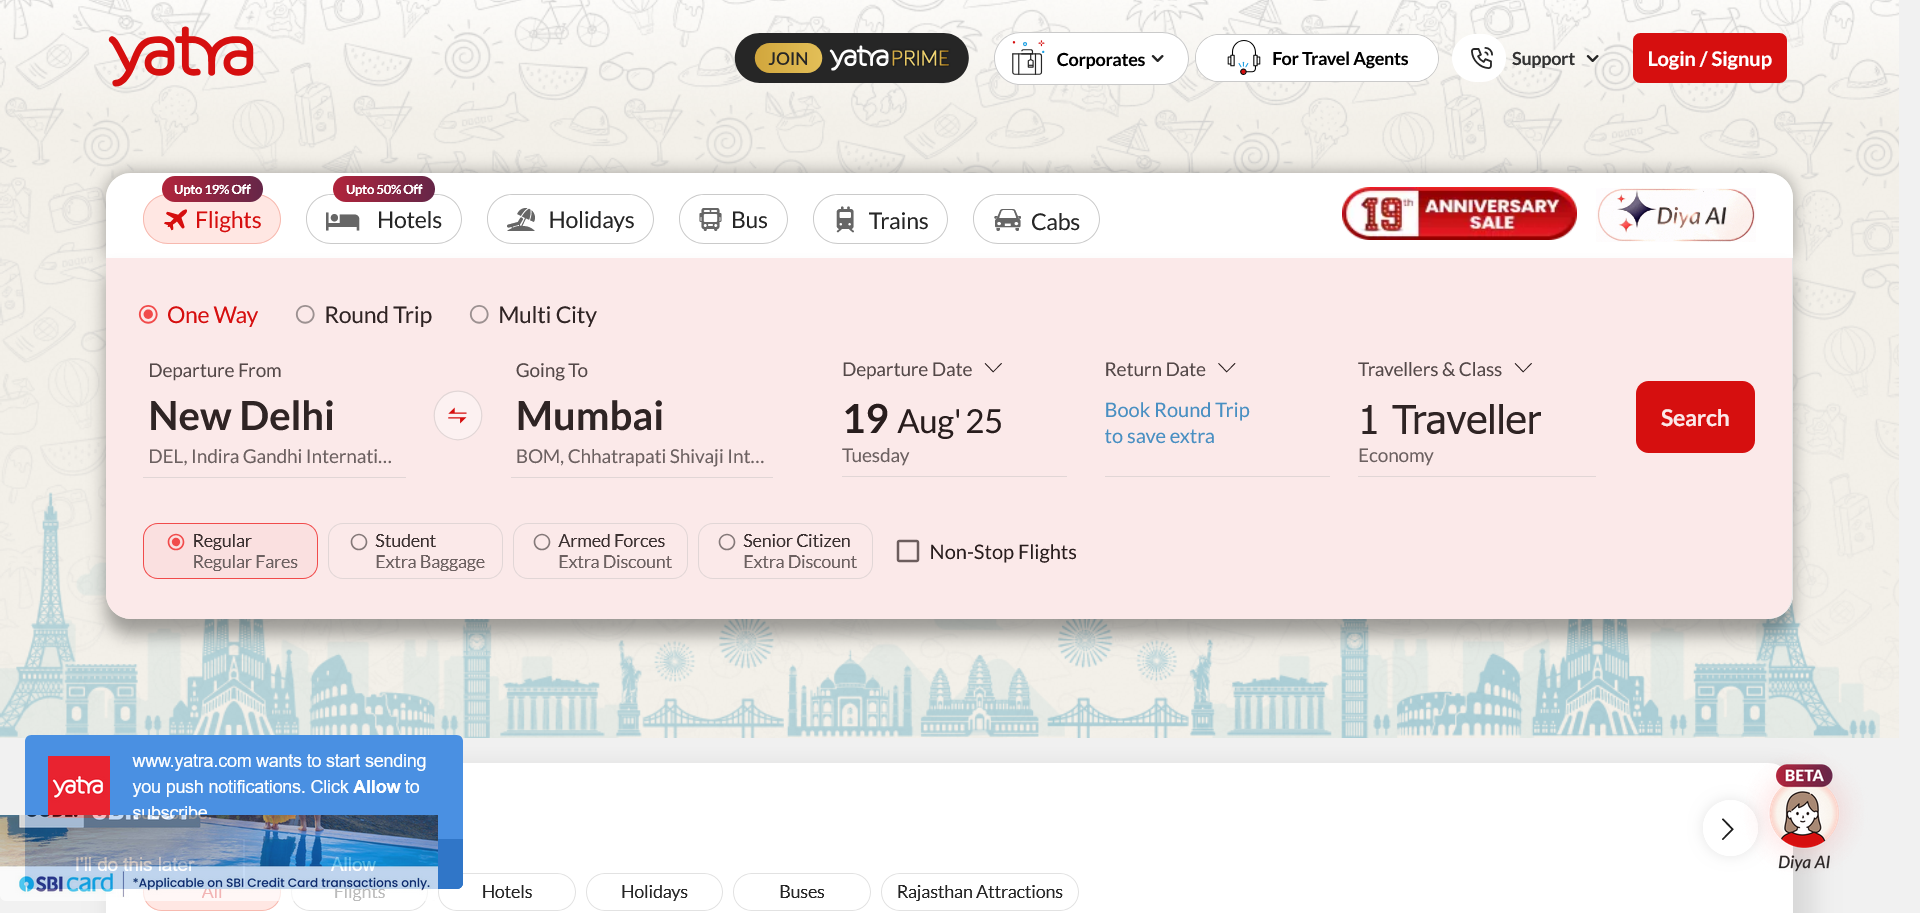 yatra
JOIN yatra PRIME
Corporates
For Travel Agents
Support
Login / Signup
Upto 19% Off
Upto 50% Off
Flights
Hotels
Holidays
Bus
Trains
Cabs
19th ANNIVERSARY SALE
Diya AI
One Way
Round Trip
Multi City
Departure From
New Delhi
DEL, Indira Gandhi Internati...
Going To
Mumbai
BOM, Chhatrapati Shivaji Int...
Departure Date
19 Aug' 25
Tuesday
Return Date
Book Round Trip
to save extra
Travellers & Class
1 Traveller
Economy
Search
Regular
Regular Fares
Student
Extra Baggage
Armed Forces
Extra Discount
Senior Citizen
Extra Discount
Non-Stop Flights
yatra
www.yatra.com wants to start sending
you push notifications. Click Allow to
subscribe.
I'll do this later
Allow
SBI card
*Applicable on SBI Credit Card transactions only.
BETA
Diya AI
All
Flights
Hotels
Holidays
Buses
Rajasthan Attractions